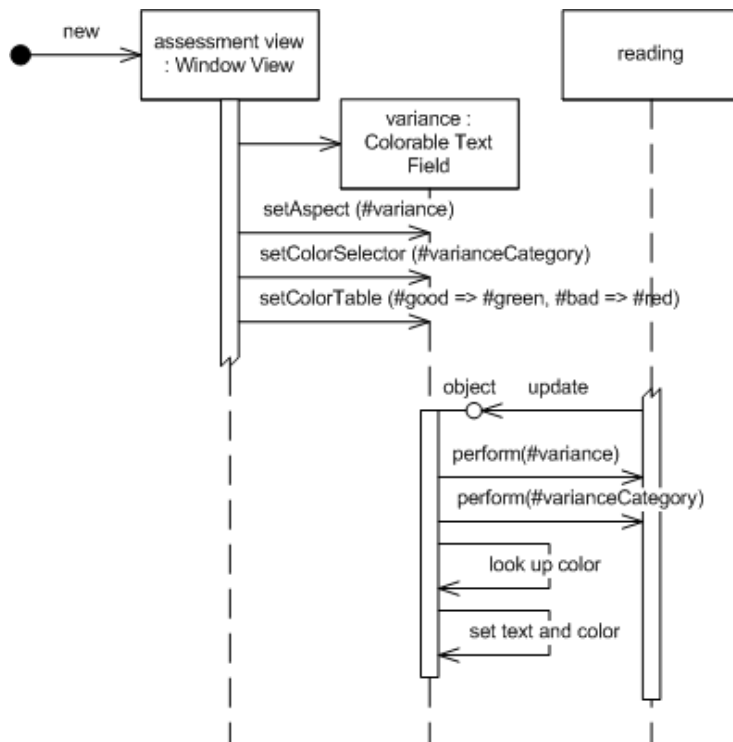 new
assessment view
: Window View
reading
variance :
Colorable Text
Field
setAspect (#variance)
setColorSelector (#varianceCategory)
setColorTable (#good => #green, #bad => #red)
object
update
perform(#variance)
perform(#varianceCategory)
look up color
set text and color